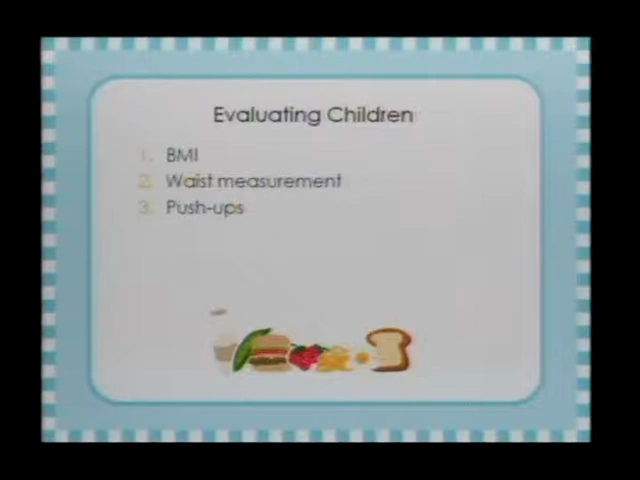 Evaluating Children
1. BMI
2. Waist measurement
3. Push-ups